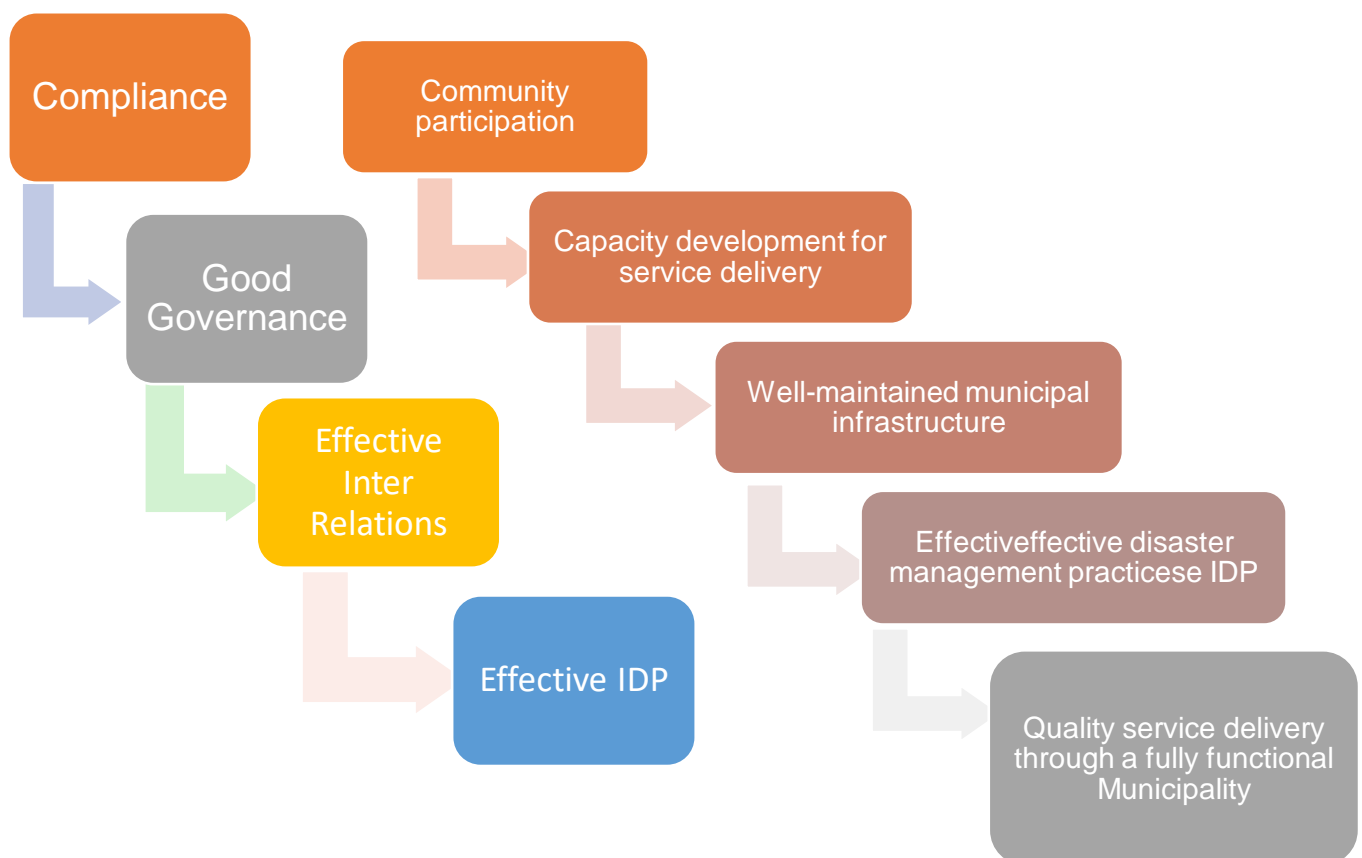 Compliance
Good
Governance
Effective
Inter
Relations
Effective IDP
Community
participation
Capacity development for
service delivery
Well-maintained municipal
infrastructure
Effectiveffective disaster
management practicese IDP
Quality service delivery
through a fully functional
Municipality